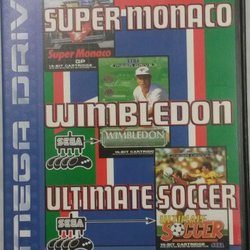 MEGA DRIVE
SUPER MONACO
Super Monaco
GP
16-BIT CARTRIDGE
WIMBLEDON
SEGA
WIMBLEDON
16-BIT CARTRIDGE
ULTIMATE SOCCER
SEGA
ULTIMATE
SOCCER
16-BIT CARTRIDGE